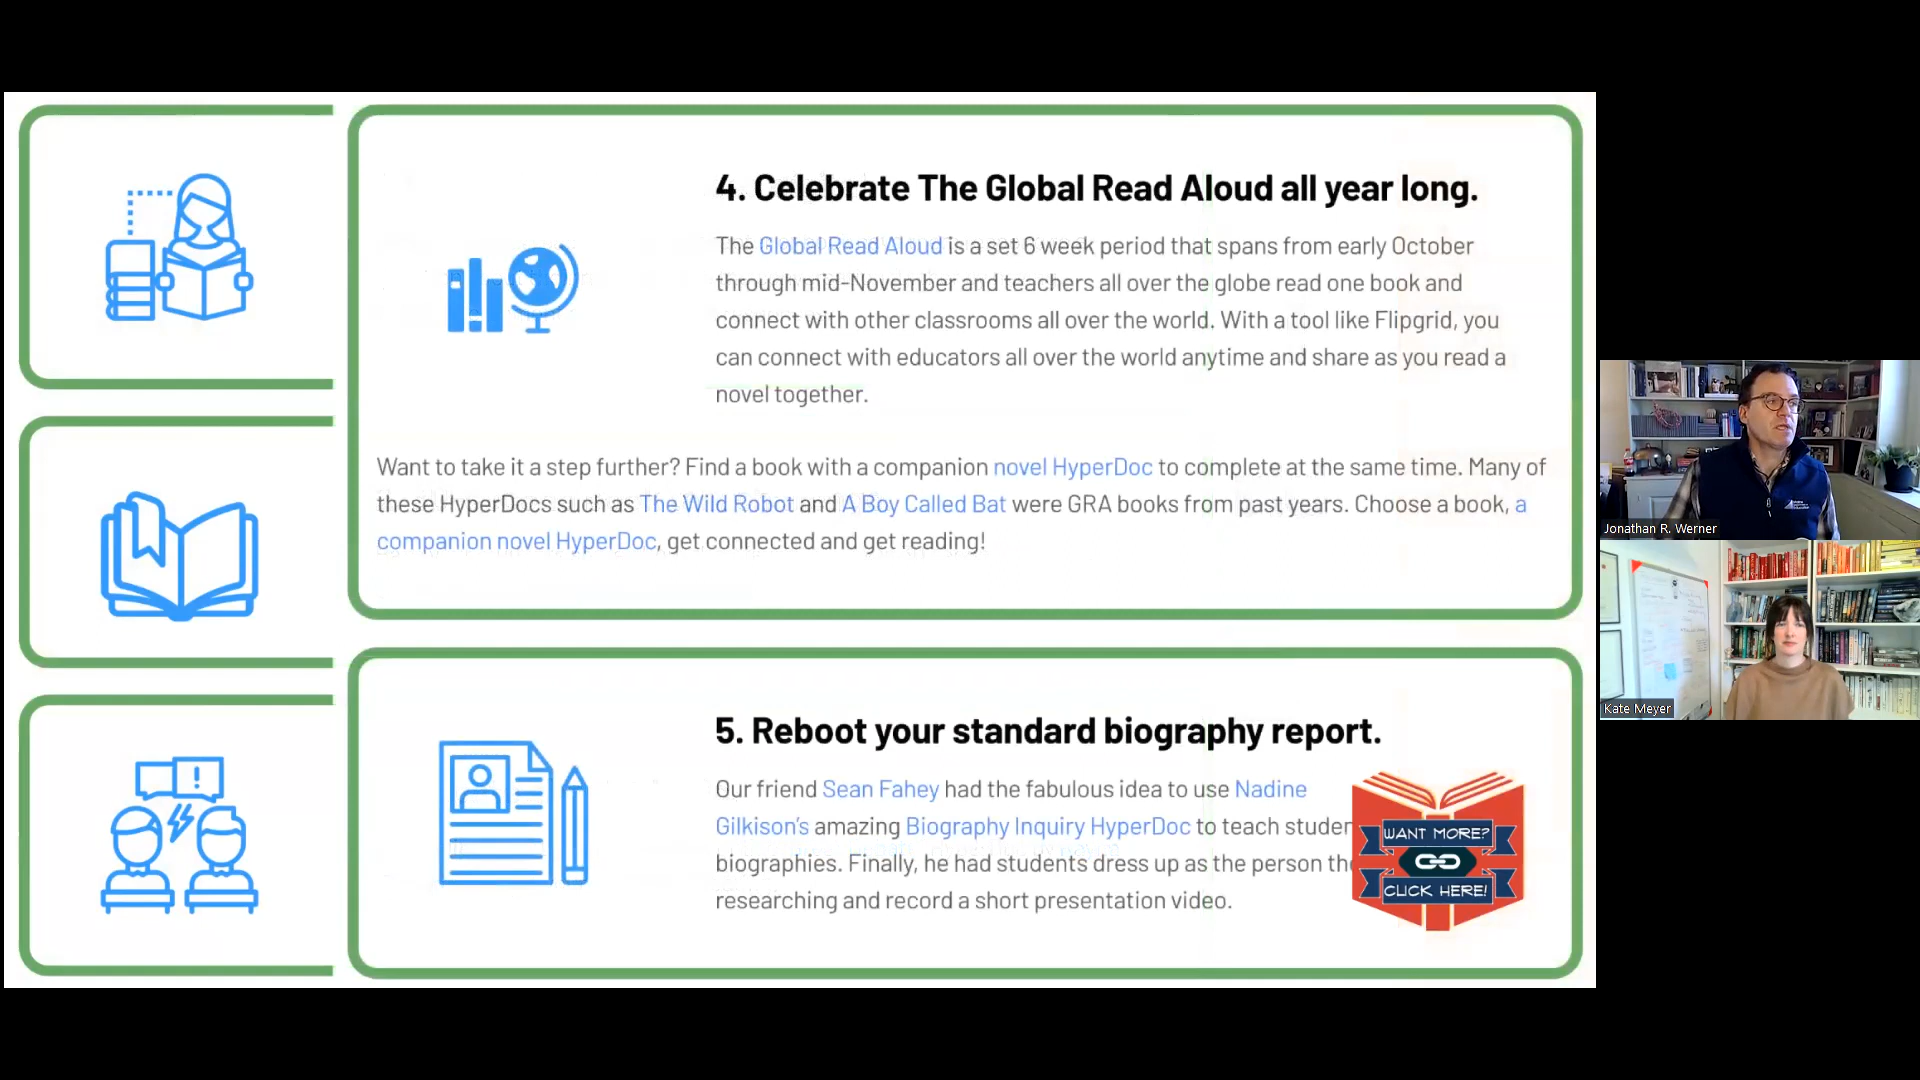 4. Celebrate The Global Read Aloud all year long.
The Global Read Aloud is a set 6 week period that spans from early October
through mid-November and teachers all over the globe read one book and
connect with other classrooms all over the world. With a tool like Flipgrid, you
can connect with educators all over the world anytime and share as you read a
novel together.
Want to take it a step further? Find a book with a companion novel HyperDoc to complete at the same time. Many of
these HyperDocs such as The Wild Robot and A Boy Called Bat were GRA books from past years. Choose a book, a
companion novel HyperDoc, get connected and get reading!
5. Reboot your standard biography report.
Our friend Sean Fahey had the fabulous idea to use Nadine
Gilkison's amazing Biography Inquiry HyperDoc to teach studen
biographies. Finally, he had students dress up as the person th
researching and record a short presentation video.
WANT MORE?
CLICK HERE!
Jonathan R. Werner
Kate Meyer